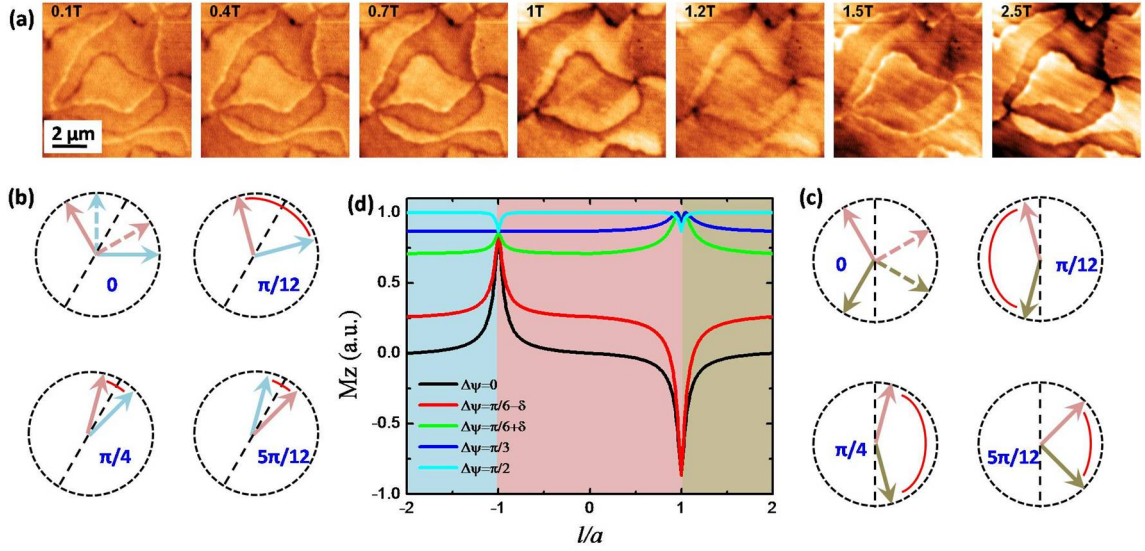 (a)
0.1T
0.4T
0.7T
1T
1.2T
1.5T
2.5T
2 μm
(b)
0
π/12
π/4
5π/12
(d)
Mz (a.u.)
1.0
0.5
0.0
-0.5
-1.0
Δψ=0
Δψ=π/6−δ
Δψ=π/6+δ
Δψ=π/3
Δψ=π/2
-2
-1
0
1
2
l/a
(c)
0
π/12
π/4
5π/12